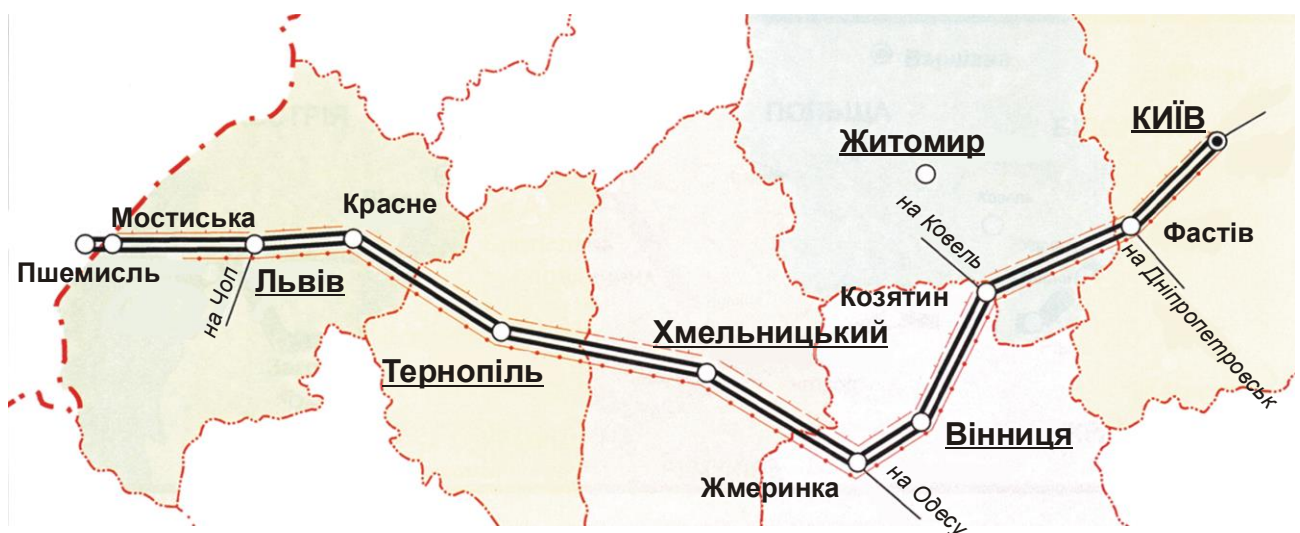 КИЇВ
Житомир
на Ковель
Фастів
на Дніпропетровськ
Козятин
Красне
Мостиська
Пшемисль
Львів
на Чоп
Хмельницький
Тернопіль
Вінниця
Жмеринка
на Одесу